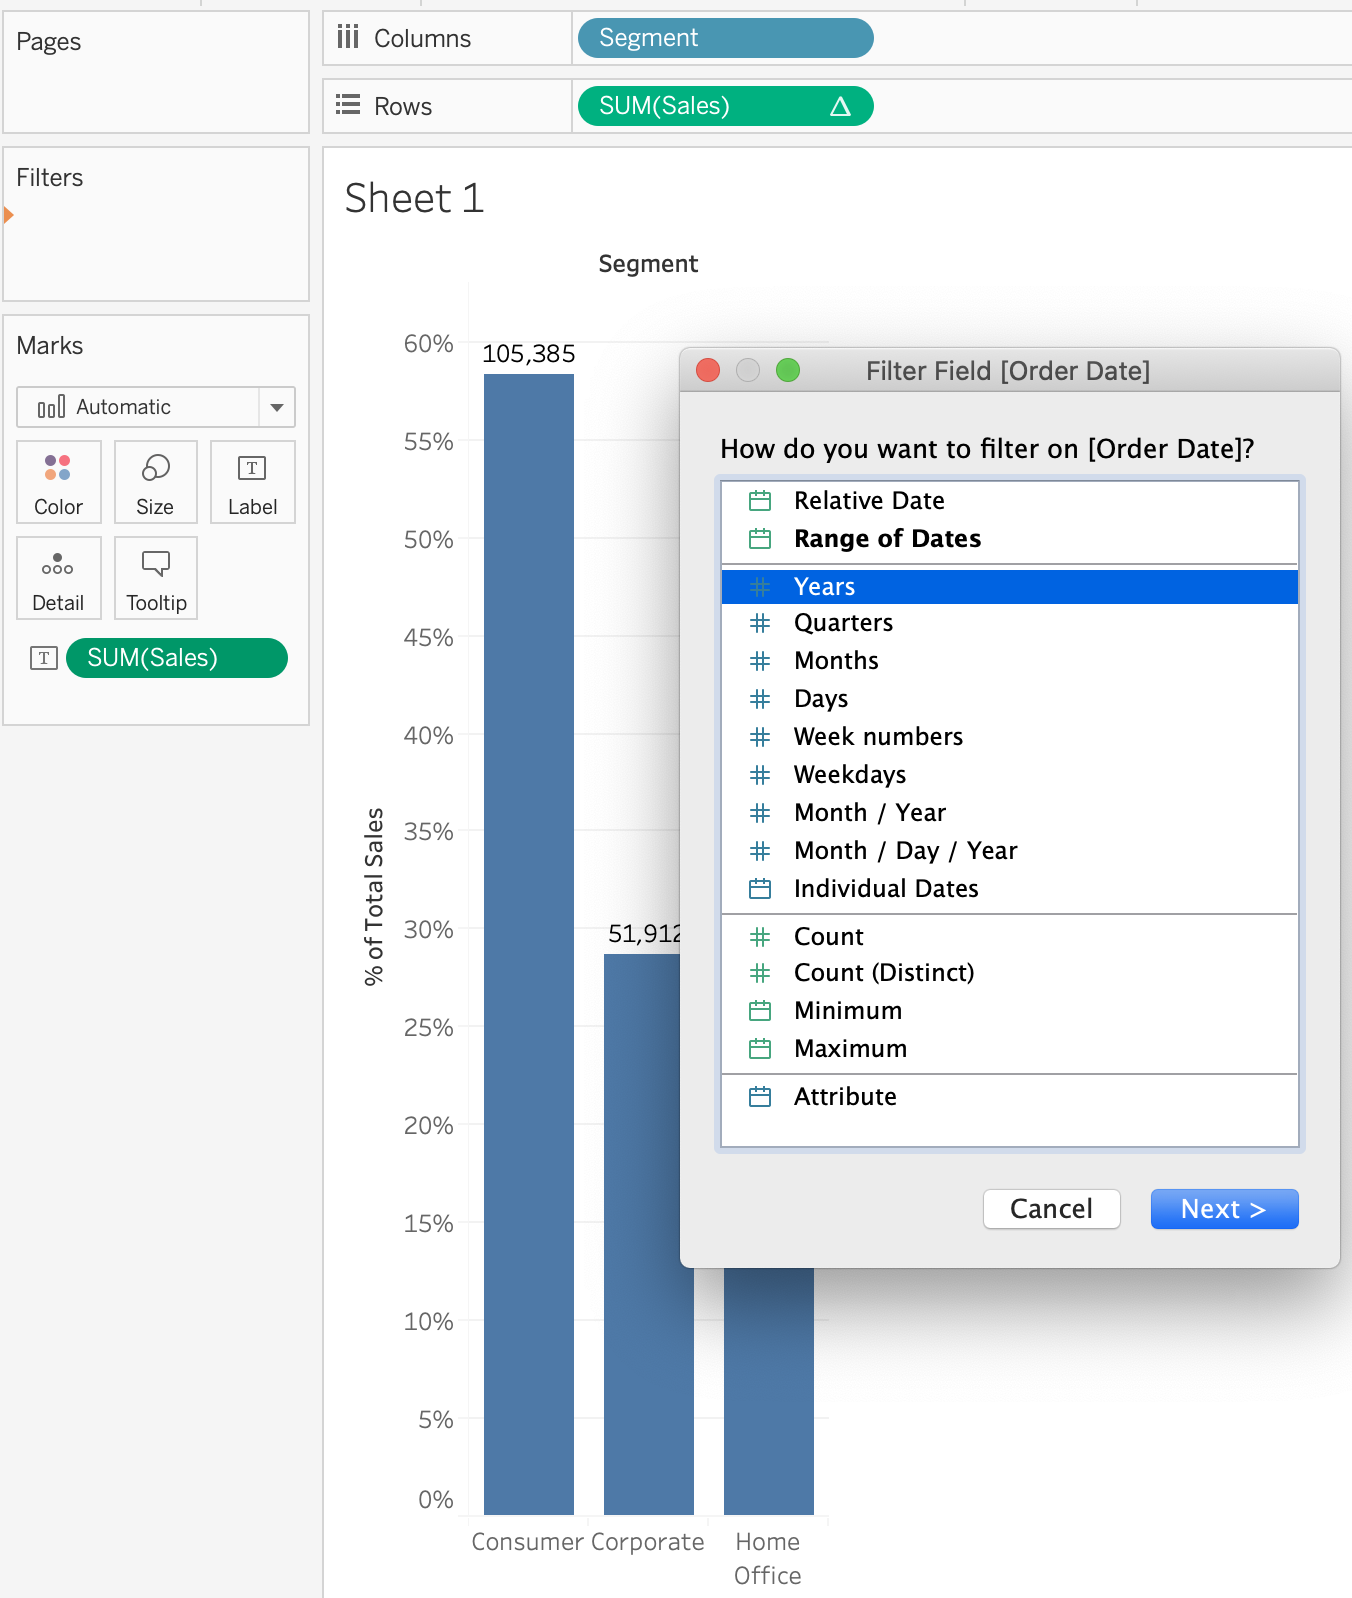 Pages
Columns
Segment
Rows
SUM(Sales)
Filters
Marks
Automatic
Color
Size
T
Label
Detail
Tooltip
T
SUM(Sales)
Sheet 1
Segment
% of Total Sales
60%
55%
50%
45%
40%
35%
30%
25%
20%
15%
10%
5%
0%
105,385
51,912
Consumer
Corporate
Home
Office
Filter Field [Order Date]
How do you want to filter on [Order Date]?
Relative Date
Range of Dates
# Years
# Quarters
# Months
# Days
# Week numbers
# Weekdays
# Month / Year
# Month / Day / Year
Individual Dates
# Count
# Count (Distinct)
Minimum
Maximum
Attribute
Cancel
Next >